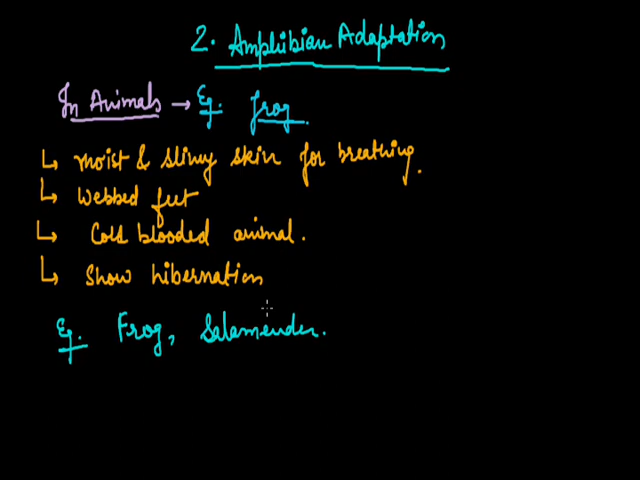 2. Amphibian Adaptation
In Animals → Eg. frog
↳ moist & slimy skin for breathing.
↳ Webbed feet
↳ Cold blooded animal.
↳ Show hibernation
Eg. Frog, Salamender.